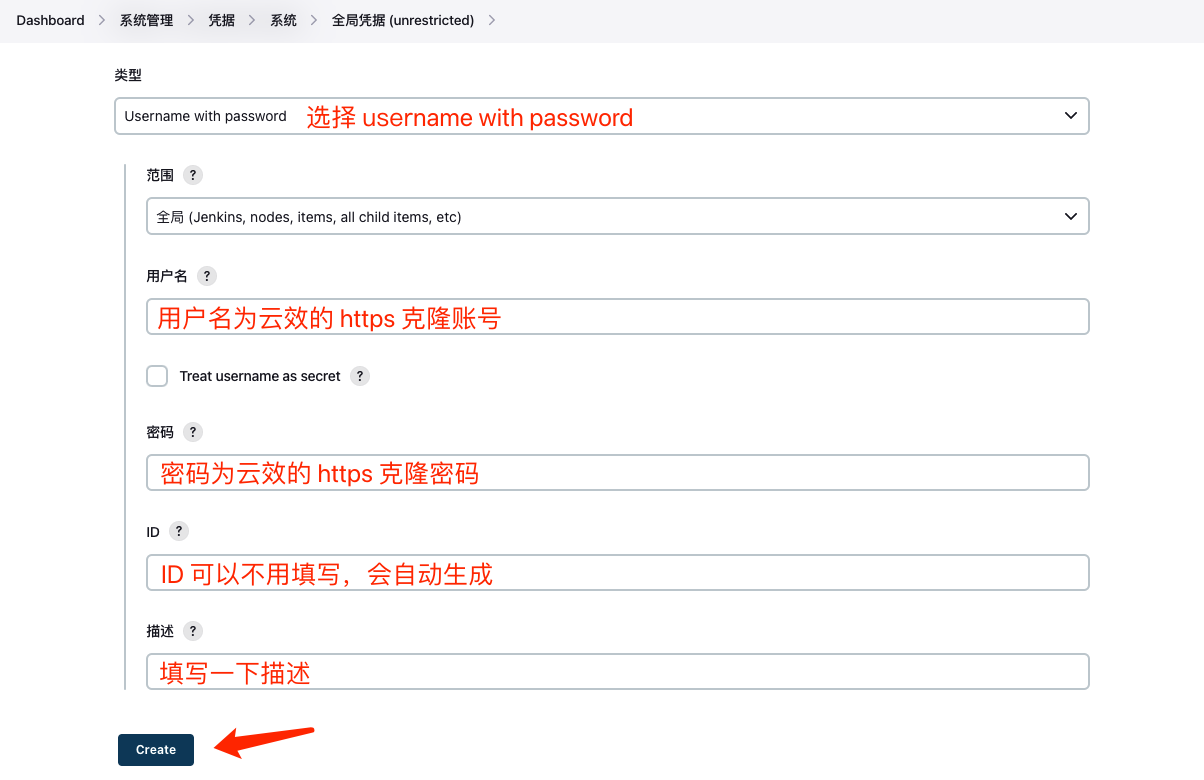 Dashboard > 系统管理 > 凭据 > 系统 > 全局凭据 (unrestricted) >
类型
Username with password 选择 username with password
范围 ?
全局 (Jenkins, nodes, items, all child items, etc)
用户名 ?
用户名为云效的 https 克隆账号
Treat username as secret ?
密码 ?
密码为云效的 https 克隆密码
ID ?
ID 可以不用填写，会自动生成
描述 ?
填写一下描述
Create